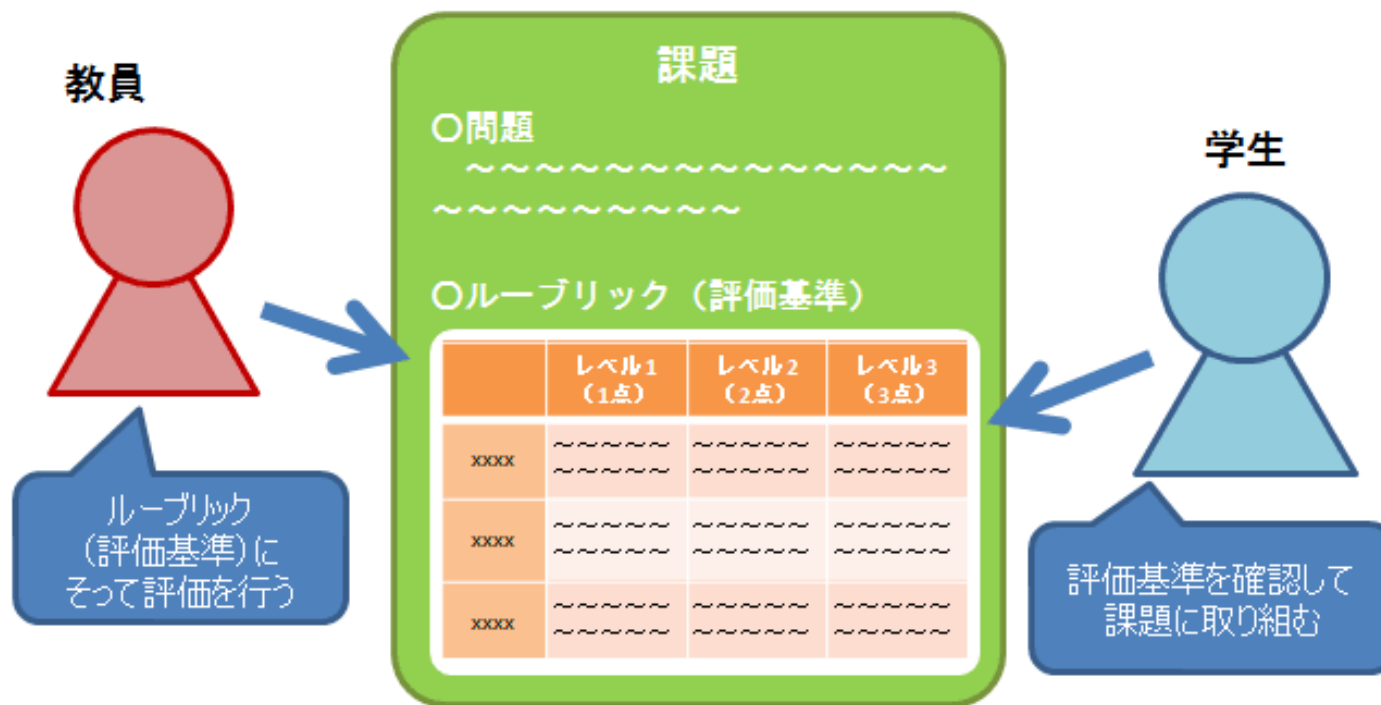 教員
課題
〇問題
～～～～～～～～～～～～～～
～～～～～～～～～
〇ルーブリック（評価基準）
レベル1 レベル2 レベル3
（1点） （2点） （3点）
xxxx ～～～～～ ～～～～～ ～～～～～
～～～～～ ～～～～～ ～～～～～
xxxx ～～～～～ ～～～～～ ～～～～～
～～～～～ ～～～～～ ～～～～～
xxxx ～～～～～ ～～～～～ ～～～～～
～～～～～ ～～～～～ ～～～～～
学生
ルーブリック
（評価基準）に
そって評価を行う
評価基準を確認して
課題に取り組む